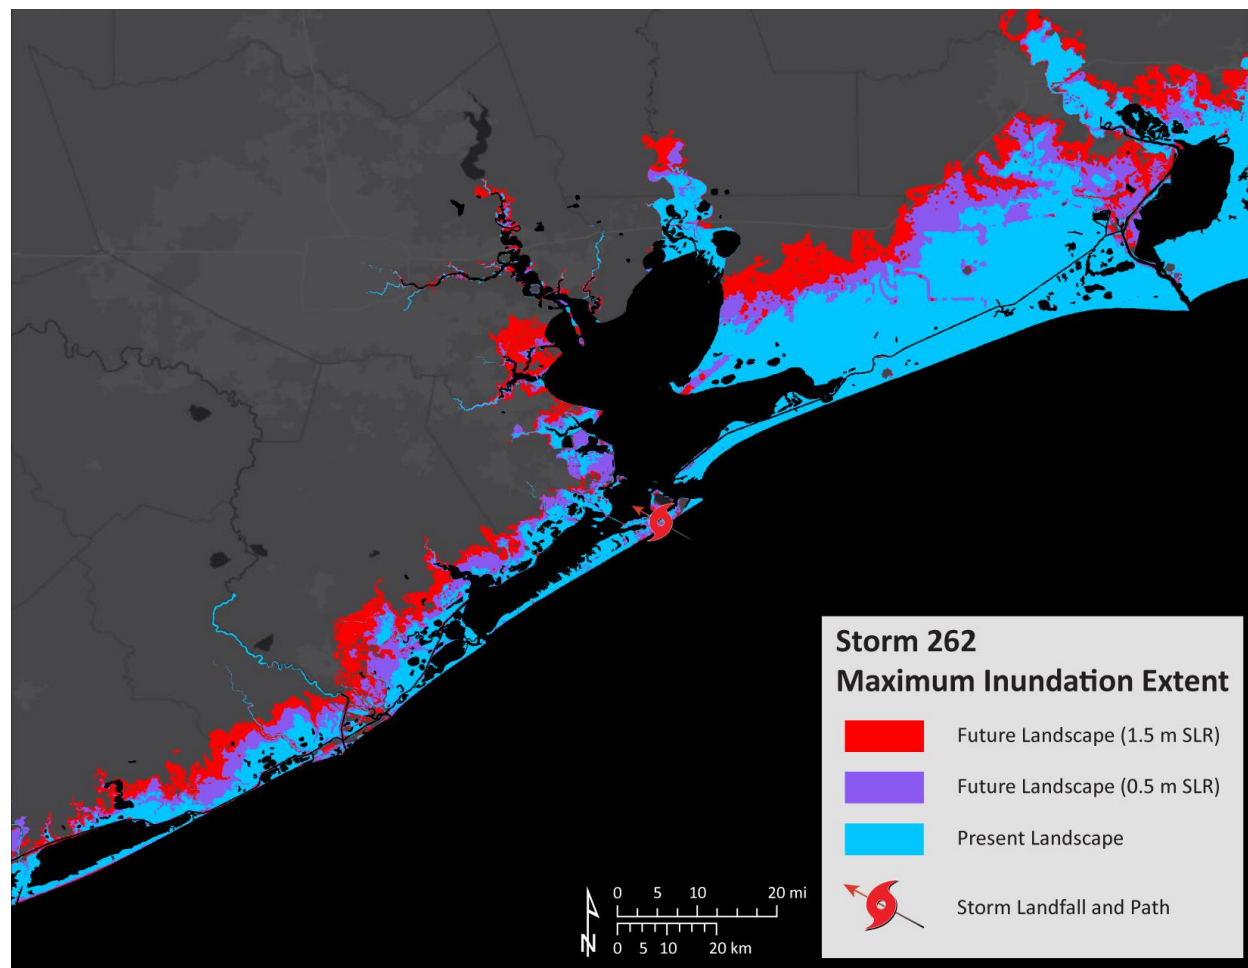 Storm 262
Maximum Inundation Extent
Future Landscape (1.5 m SLR)
Future Landscape (0.5 m SLR)
Present Landscape
Storm Landfall and Path
0 5 10 20 mi
0 5 10 20 km
N